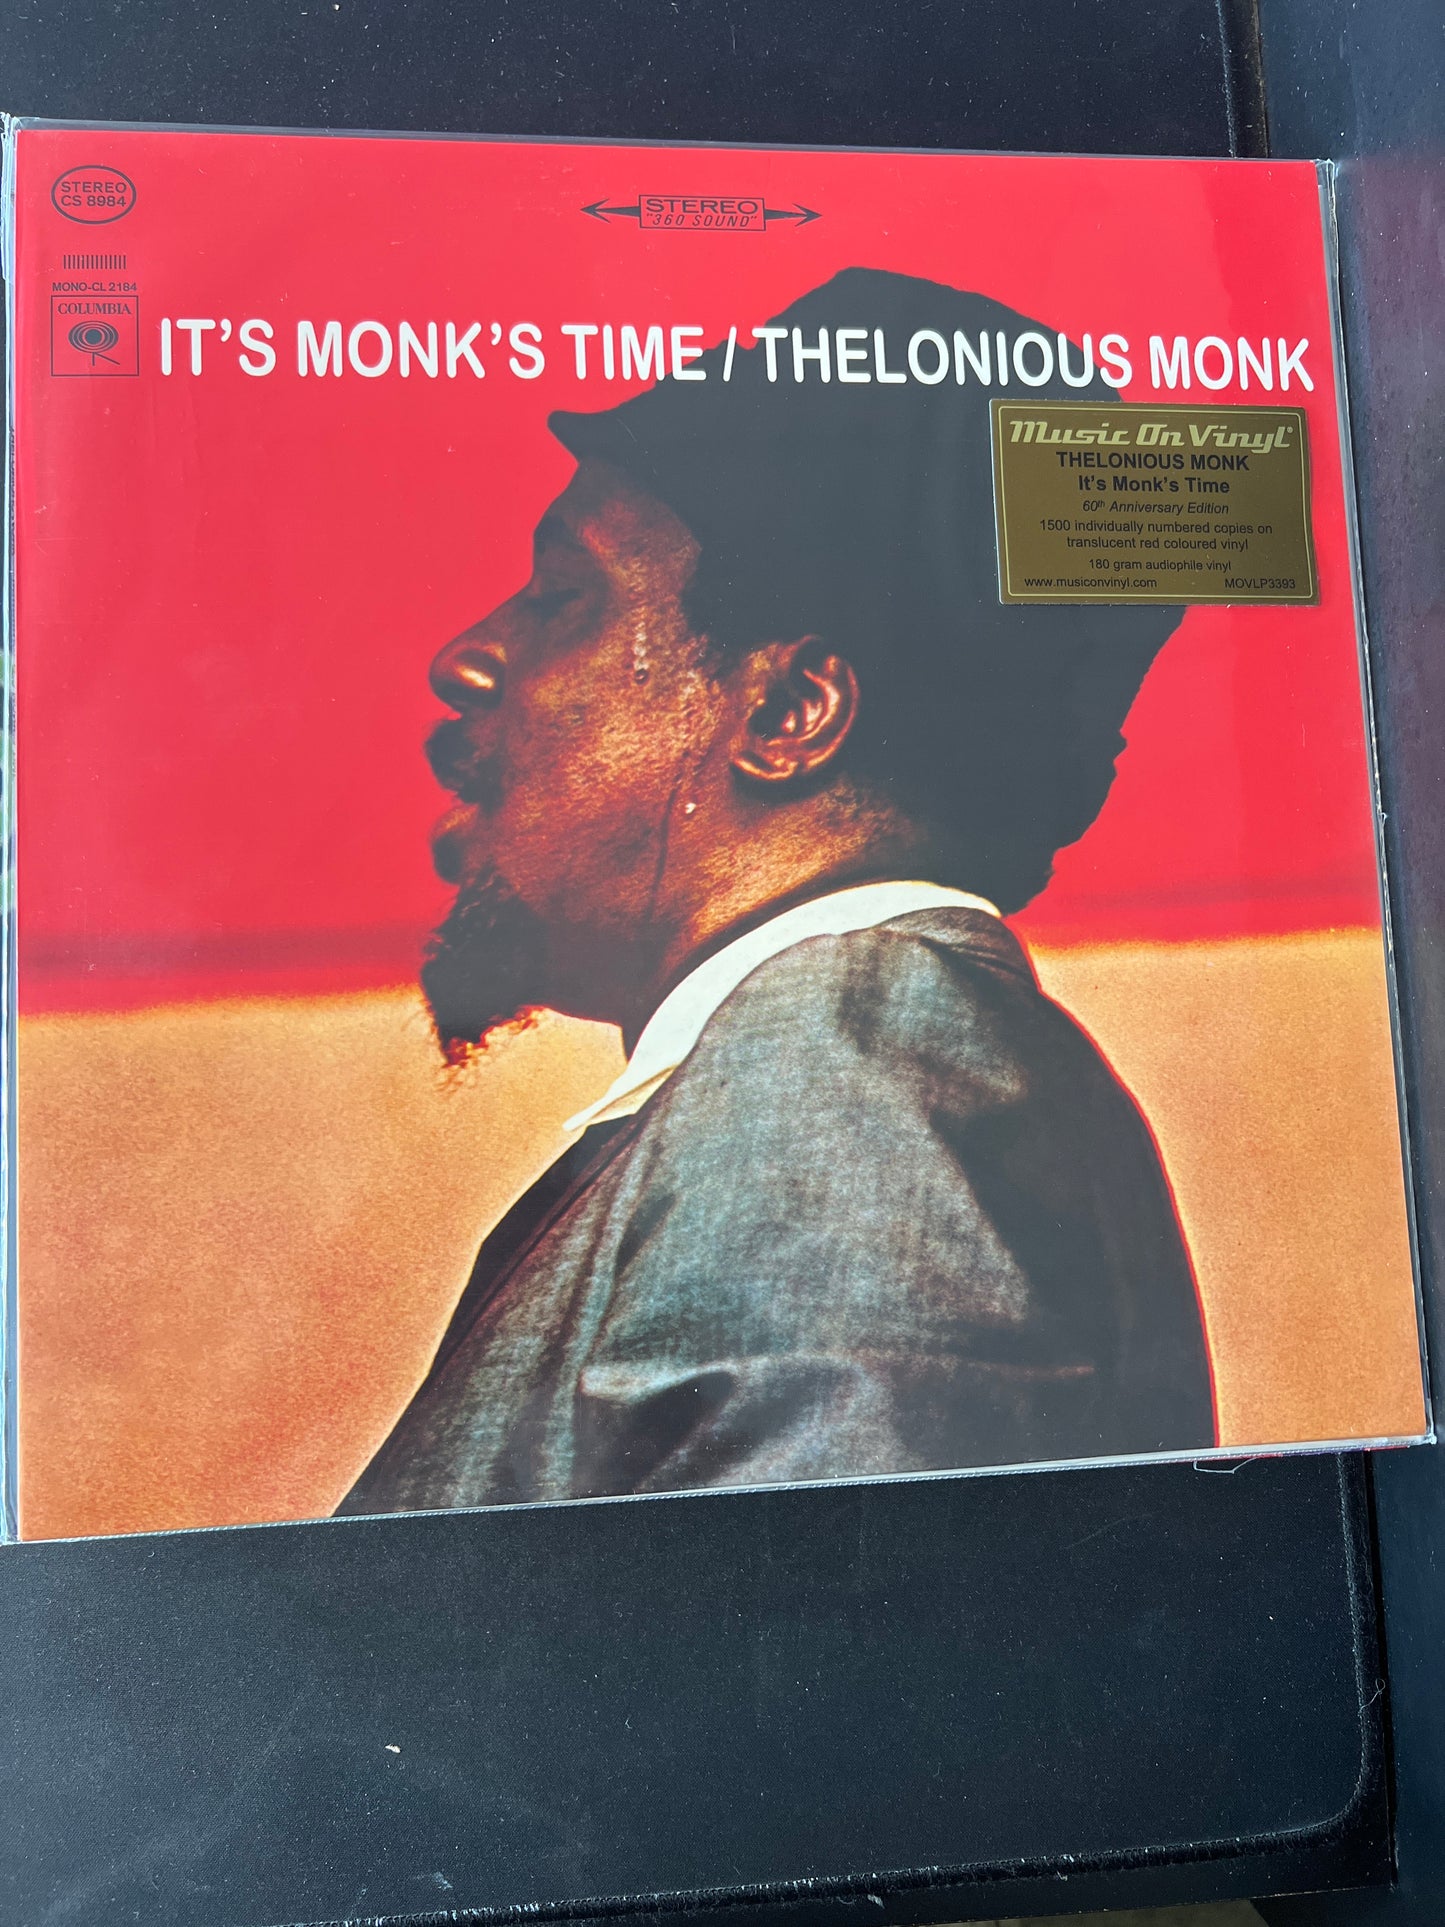 STEREO
CS 8984
STEREO
"360 SOUND"
MONO-CL 2184
COLUMBIA
IT'S MONK'S TIME / THELONIOUS MONK
Music On Vinyl®
THELONIOUS MONK
It's Monk's Time
60th Anniversary Edition
1500 individually numbered copies on
translucent red coloured vinyl
180 gram audiophile vinyl
www.musiconvinyl.com MOVLP3393